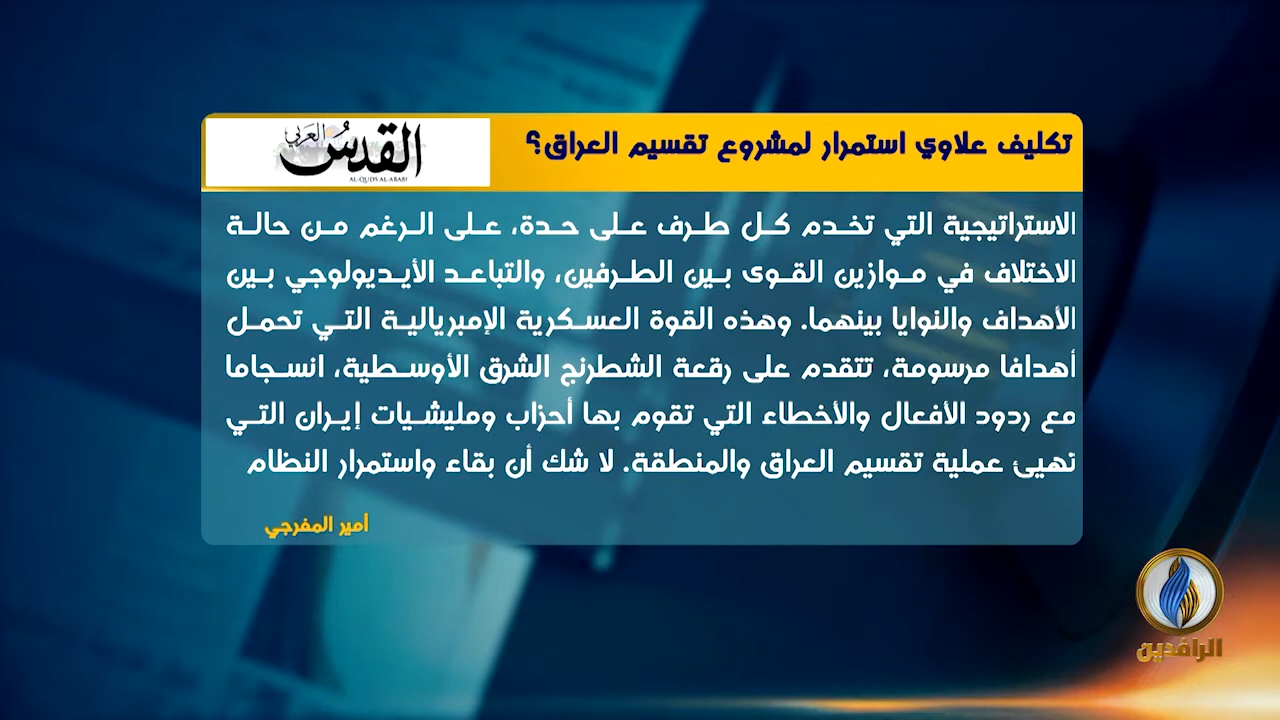 تكليف علاوي استمرار لمشروع تقسيم العراق؟
القدس العربي
AL-QUDS AL-ARABI
الاستراتيجية التي تخدم كل طرف على حدة، على الرغم من حالة
الاختلاف في موازين القوى بين الطرفين، والتباعد الأيديولوجي بين
الأهداف والنوايا بينهما. وهذه القوة العسكرية الإمبريالية التي تحمل
أهدافا مرسومة، تتقدم على رقعة الشطرنج الشرق الأوسطية، انسجاما
مع ردود الأفعال والأخطاء التي تقوم بها أحزاب ومليشيات إيران التي
تهيئ عملية تقسيم العراق والمنطقة. لا شك أن بقاء واستمرار النظام
أمير المفرجي
الرافدين